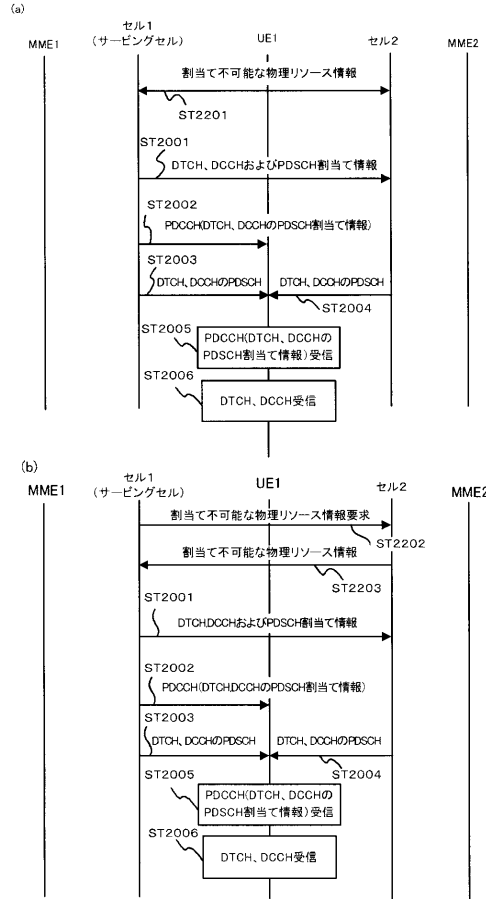 (a)
セル1
(サービングセル)
MME1
UE1
セル2
MME2
割当て不可能な物理リソース情報
ST2201
ST2001
DTCH、DCCHおよびPDSCH割当て情報
ST2002
PDCCH(DTCH、DCCHのPDSCH割当て情報)
ST2003
DTCH、DCCHのPDSCH
DTCH、DCCHのPDSCH
ST2004
ST2005
PDCCH(DTCH、DCCHの
PDSCH割当て情報)受信
ST2006
DTCH、DCCH受信
(b)
セル1
(サービングセル)
MME1
UE1
セル2
MME2
割当て不可能な物理リソース情報要求
ST2202
割当て不可能な物理リソース情報
ST2203
ST2001
DTCH,DCCHおよびPDSCH割当て情報
ST2002
PDCCH(DTCH,DCCHのPDSCH割当て情報)
ST2003
DTCH、DCCHのPDSCH
DTCH、DCCHのPDSCH
ST2004
ST2005
PDCCH(DTCH、DCCHの
PDSCH割当て情報)受信
ST2006
DTCH、DCCH受信